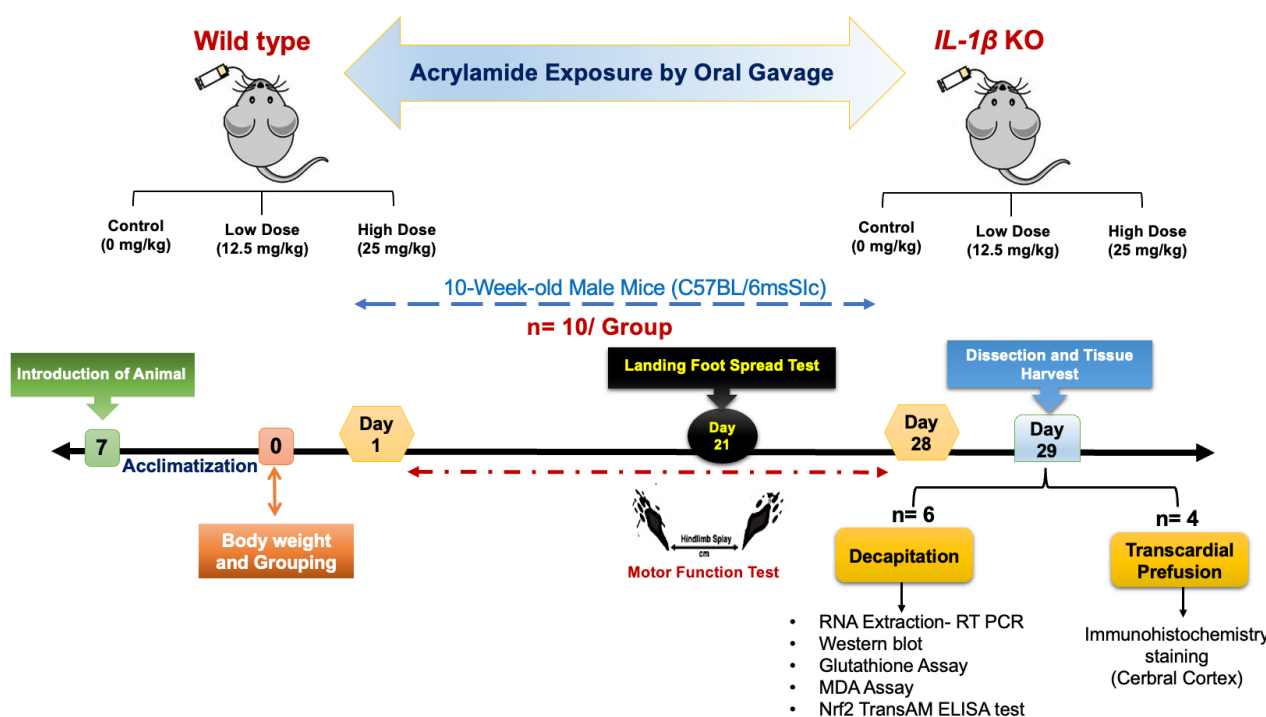 Wild type
IL-1β KO
Acrylamide Exposure by Oral Gavage
Control
(0 mg/kg)
Low Dose
(12.5 mg/kg)
High Dose
(25 mg/kg)
Control
(0 mg/kg)
Low Dose
(12.5 mg/kg)
High Dose
(25 mg/kg)
10-Week-old Male Mice (C57BL/6msSlc)
n= 10/ Group
Introduction of Animal
Landing Foot Spread Test
Dissection and Tissue
Harvest
7
Acclimatization
0
Day
1
Day
21
Day
28
Day
29
Body weight
and Grouping
Hindlimb Splay
cm
Motor Function Test
n= 6
Decapitation
n= 4
Transcardial
Prefusion
• RNA Extraction- RT PCR
• Western blot
• Glutathione Assay
• MDA Assay
• Nrf2 TransAM ELISA test
Immunohistochemistry
staining
(Cerbral Cortex)